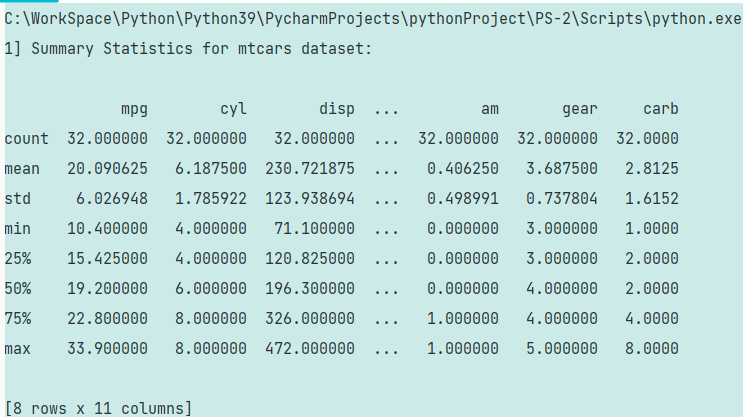 C:\WorkSpace\Python\Python39\PycharmProjects\pythonProject\PS-2\Scripts\python.exe
1] Summary Statistics for mtcars dataset:
mpg cyl disp ... am gear carb
count 32.000000 32.000000 32.000000 ... 32.000000 32.000000 32.0000
mean 20.090625 6.187500 230.721875 ... 0.406250 3.687500 2.8125
std 6.026948 1.785922 123.938694 ... 0.498991 0.737804 1.6152
min 10.400000 4.000000 71.100000 ... 0.000000 3.000000 1.0000
25% 15.425000 4.000000 120.825000 ... 0.000000 3.000000 2.0000
50% 19.200000 6.000000 196.300000 ... 0.000000 4.000000 2.0000
75% 22.800000 8.000000 326.000000 ... 1.000000 4.000000 4.0000
max 33.900000 8.000000 472.000000 ... 1.000000 5.000000 8.0000
[8 rows x 11 columns]